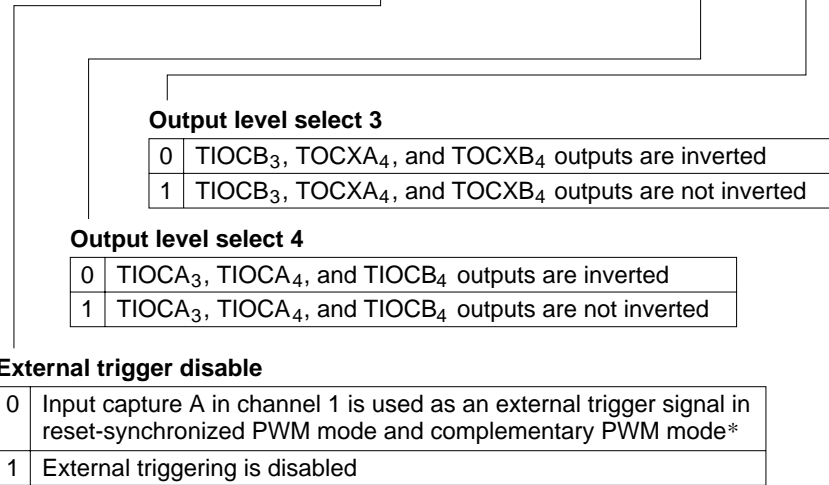 Output level select 3
0 TIOCB₃, TOCXA₄, and TOCXB₄ outputs are inverted
1 TIOCB₃, TOCXA₄, and TOCXB₄ outputs are not inverted
Output level select 4
0 TIOCA₃, TIOCA₄, and TIOCB₄ outputs are inverted
1 TIOCA₃, TIOCA₄, and TIOCB₄ outputs are not inverted
External trigger disable
0 Input capture A in channel 1 is used as an external trigger signal in
reset-synchronized PWM mode and complementary PWM mode*
1 External triggering is disabled